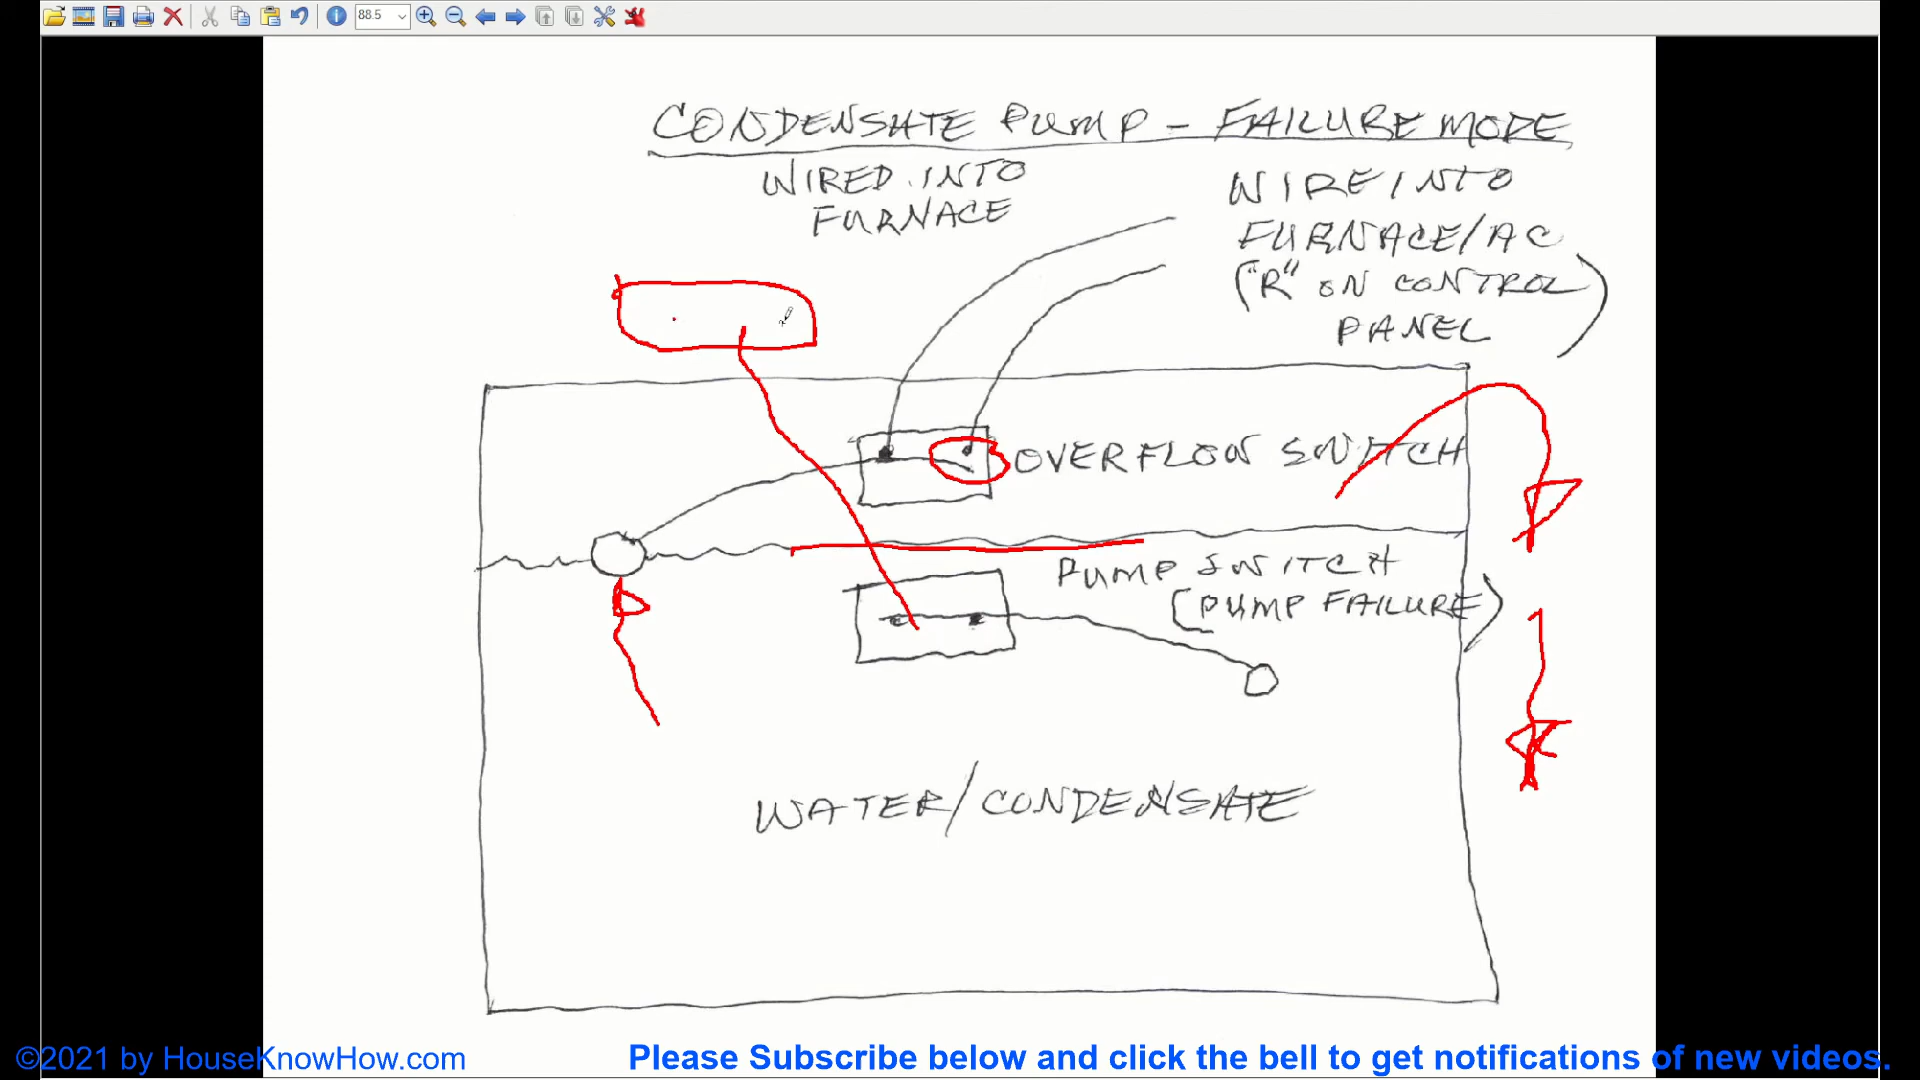 88.5
CONDENSATE PUMP - FAILURE MODE
WIRED INTO
FURNACE
WIRE INTO
FURNACE/AC
("R" ON CONTROL
PANEL)
OVERFLOW SWITCH
PUMP SWITCH
(PUMP FAILURE)
WATER/CONDENSATE
©2021 by HouseKnowHow.com
Please Subscribe below and click the bell to get notifications of new videos.